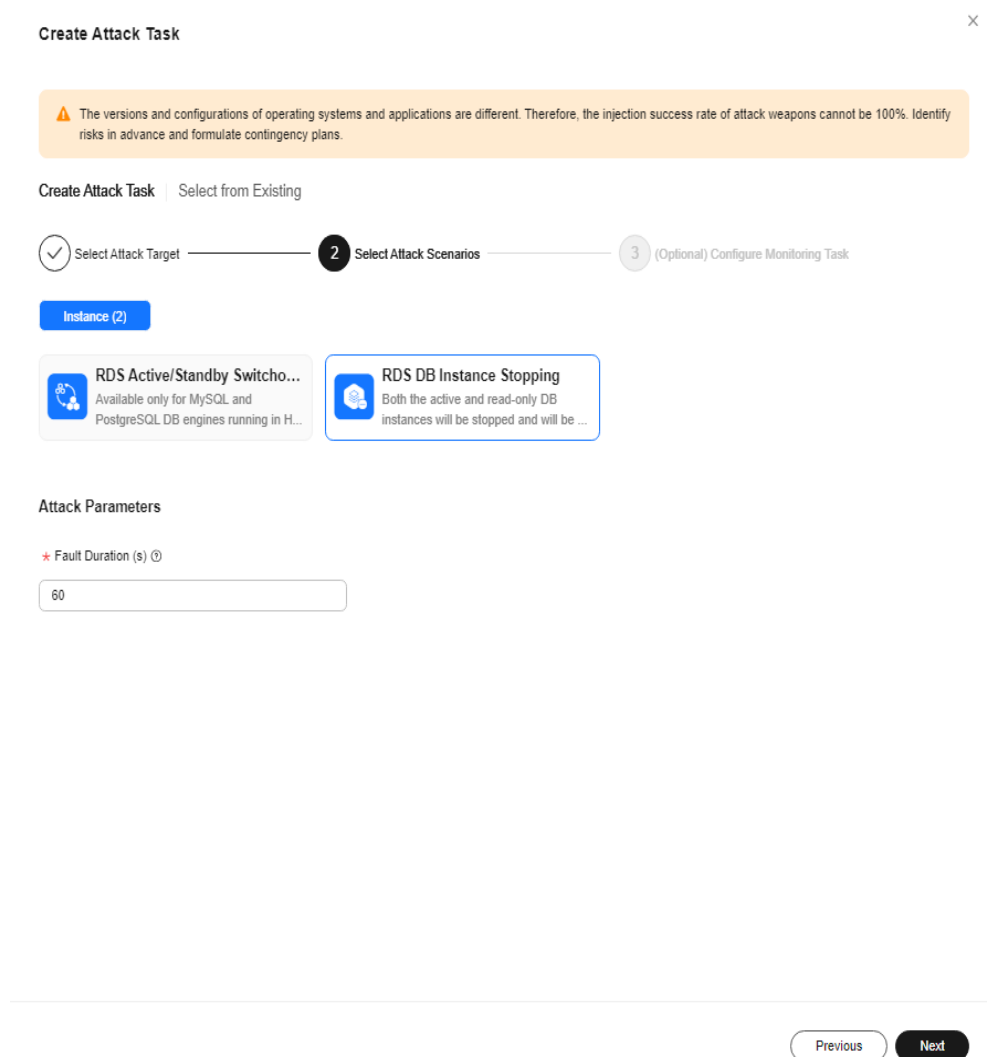 Create Attack Task
The versions and configurations of operating systems and applications are different. Therefore, the injection success rate of attack weapons cannot be 100%. Identify
risks in advance and formulate contingency plans.
Create Attack Task Select from Existing
Select Attack Target 2 Select Attack Scenarios 3 (Optional) Configure Monitoring Task
Instance (2)
RDS Active/Standby Switcho...
Available only for MySQL and
PostgreSQL DB engines running in H...
RDS DB Instance Stopping
Both the active and read-only DB
instances will be stopped and will be ...
Attack Parameters
* Fault Duration (s) ?
60
Previous Next